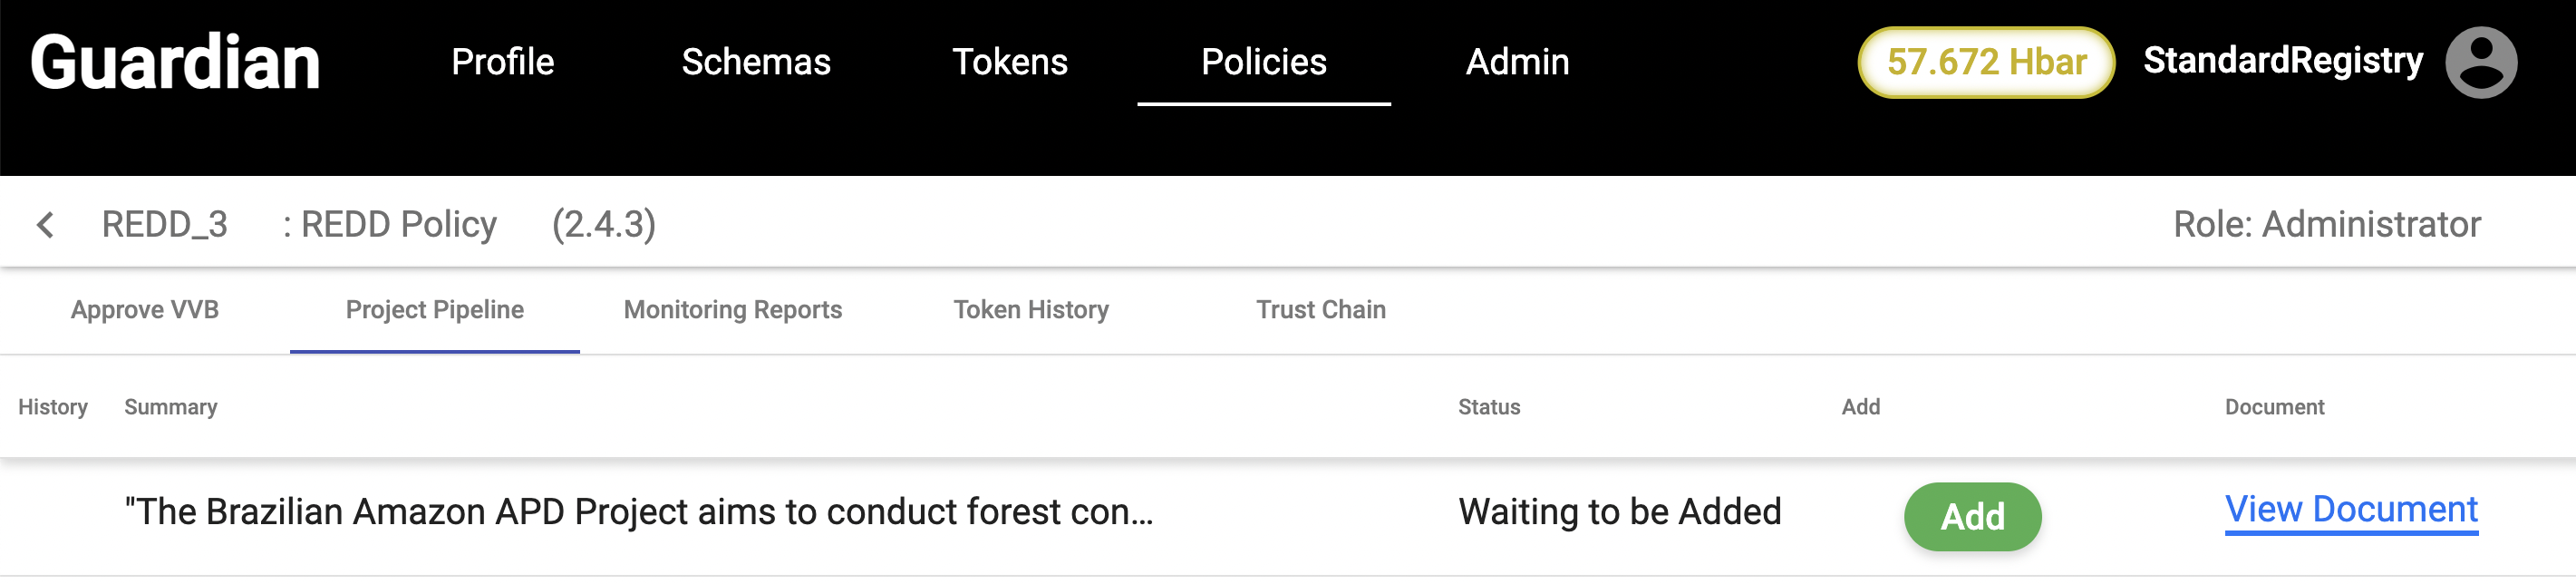 Guardian Profile Schemas Tokens Policies Admin 57.672 Hbar StandardRegistry
REDD_3 : REDD Policy (2.4.3) Role: Administrator
Approve VVB Project Pipeline Monitoring Reports Token History Trust Chain
History Summary Status Add Document
"The Brazilian Amazon APD Project aims to conduct forest con... Waiting to be Added Add View Document